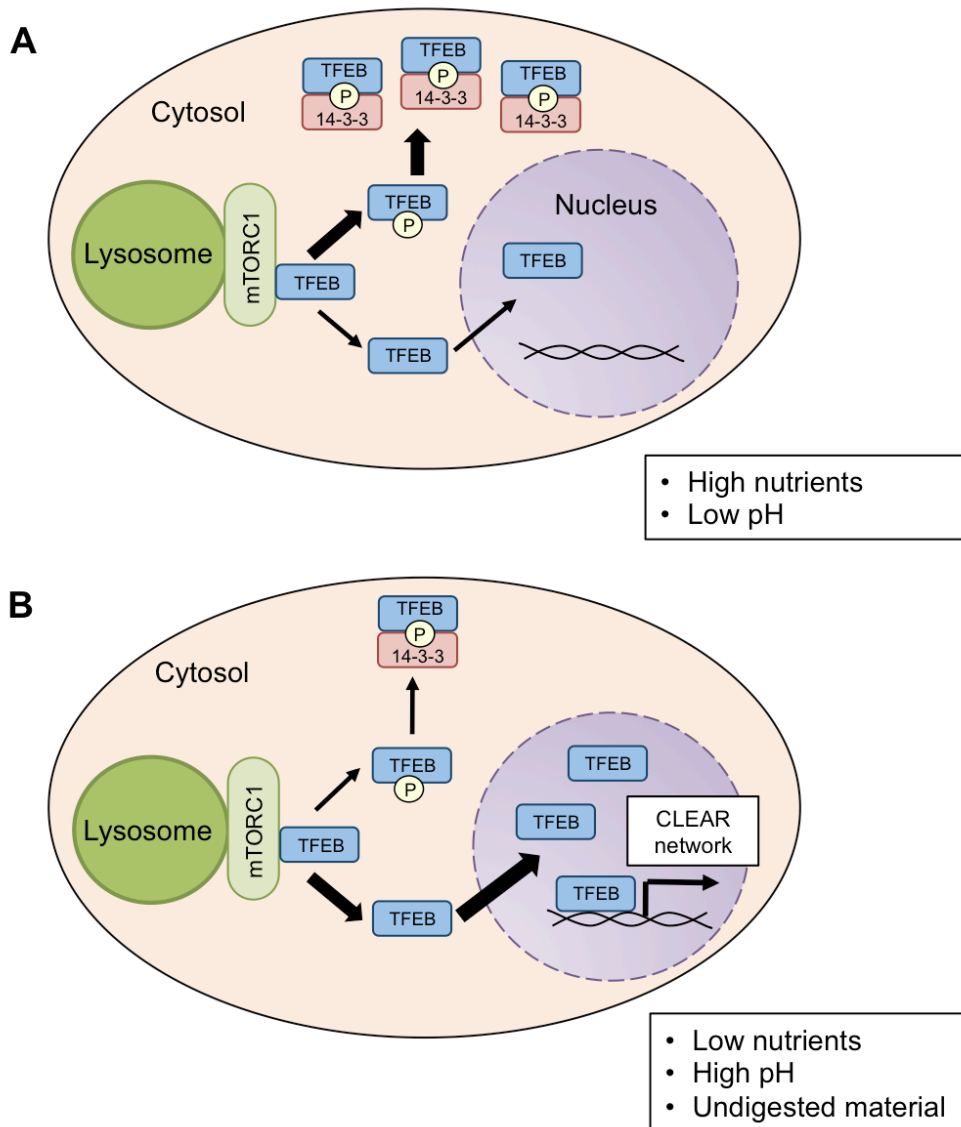 A
Cytosol
TFEB
P
14-3-3
TFEB
P
14-3-3
TFEB
P
14-3-3
TFEB
P
Nucleus
TFEB
Lysosome
mTORC1
TFEB
TFEB
• High nutrients
• Low pH
B
Cytosol
TFEB
P
14-3-3
TFEB
P
TFEB
TFEB
CLEAR
network
Lysosome
mTORC1
TFEB
TFEB
TFEB
• Low nutrients
• High pH
• Undigested material